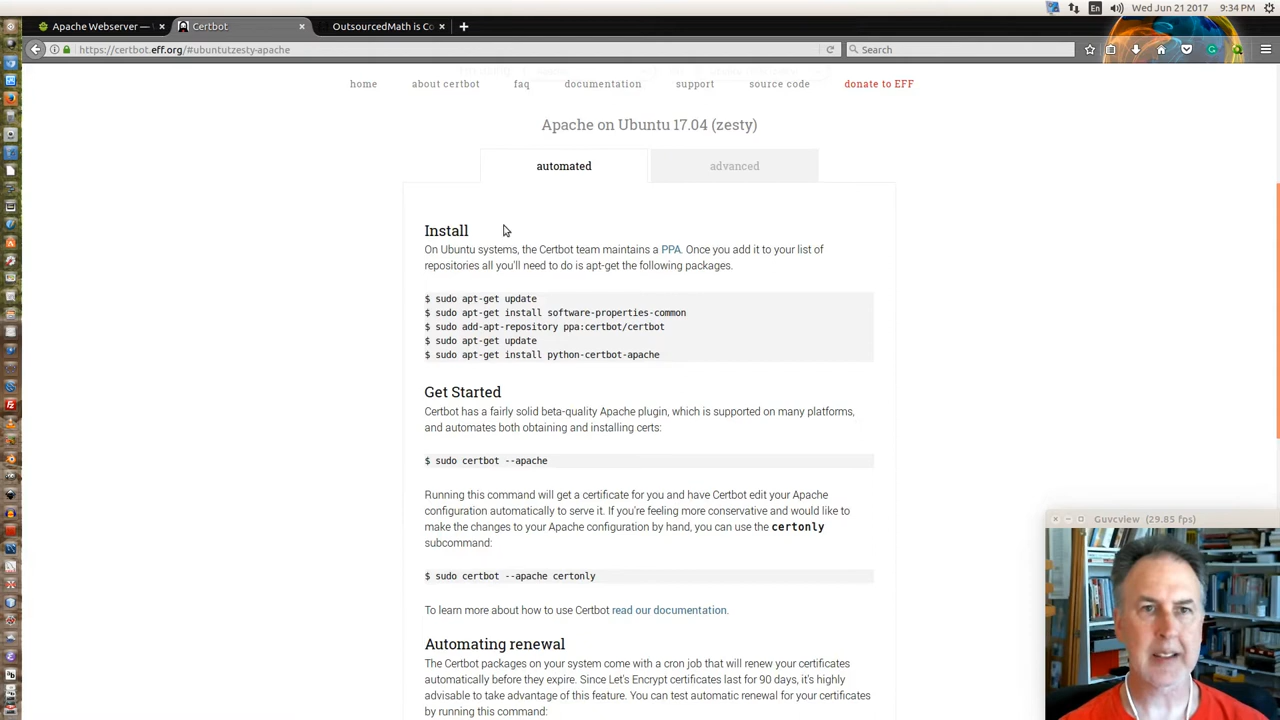 En
Wed Jun 21 2017 9:34 PM
Apache Webserver —
Certbot
OutsourcedMath is Co
https://certbot.eff.org/#ubuntutzesty-apache
Search
home
about certbot
faq
documentation
support
source code
donate to EFF
Apache on Ubuntu 17.04 (zesty)
automated
advanced
Install
On Ubuntu systems, the Certbot team maintains a PPA. Once you add it to your list of
repositories all you'll need to do is apt-get the following packages.
$ sudo apt-get update
$ sudo apt-get install software-properties-common
$ sudo add-apt-repository ppa:certbot/certbot
$ sudo apt-get update
$ sudo apt-get install python-certbot-apache
Get Started
Certbot has a fairly solid beta-quality Apache plugin, which is supported on many platforms,
and automates both obtaining and installing certs:
$ sudo certbot --apache
Running this command will get a certificate for you and have Certbot edit your Apache
configuration automatically to serve it. If you're feeling more conservative and would like to
make the changes to your Apache configuration by hand, you can use the certonly
subcommand:
$ sudo certbot --apache certonly
To learn more about how to use Certbot read our documentation.
Automating renewal
The Certbot packages on your system come with a cron job that will renew your certificates
automatically before they expire. Since Let's Encrypt certificates last for 90 days, it's highly
advisable to take advantage of this feature. You can test automatic renewal for your certificates
by running this command:
Guvcview (29.85 fps)